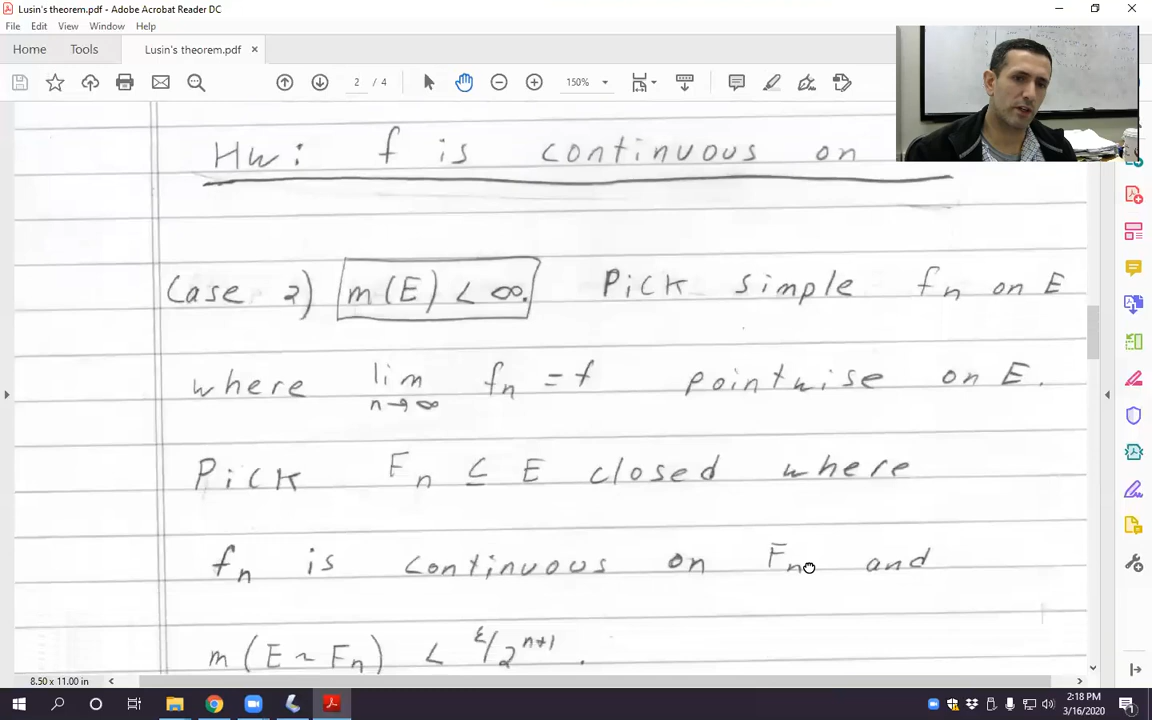 Lusin's theorem.pdf - Adobe Acrobat Reader DC
File Edit View Window Help
Home Tools Lusin's theorem.pdf ×
2 / 4 150%
HW: f is continuous on
Case 2) m(E) < ∞. Pick simple fn on E
where lim n→∞ fn = f pointwise on E.
Pick Fn ⊆ E closed where
fn is continuous on Fn and
m(E ~ Fn) < ε/2^n+1.
8.50 x 11.00 in
2:18 PM
3/16/2020